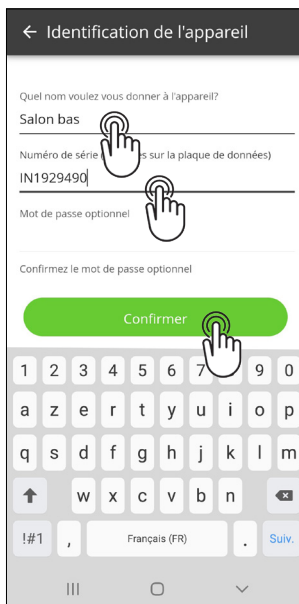 ← Identification de l'appareil
Quel nom voulez vous donner à l'appareil?
Salon bas
Numéro de série ( es sur la plaque de données)
IN1929490
Mot de passe optionnel
Confirmez le mot de passe optionnel
Confirmer
1 2 3 4 5 6 7 9 0
a z e r t y u i o p
q s d f g h j k l m
w x c v b n
!#1 , Français (FR) . Suiv.